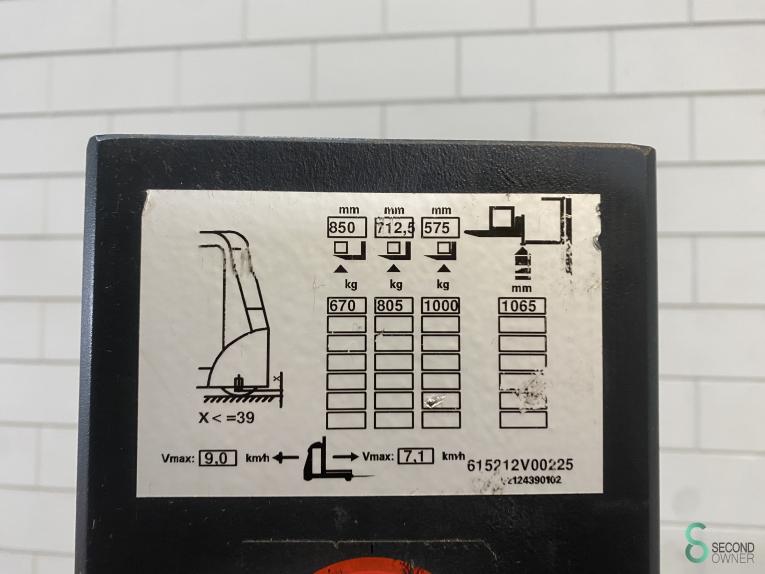 mm mm mm
850 712,5 575
kg kg kg mm
670 805 1000 1065
x
X < =39
Vmax: 9,0 km/h Vmax: 7,1 km/h
615212V00225
SECOND
OWNER